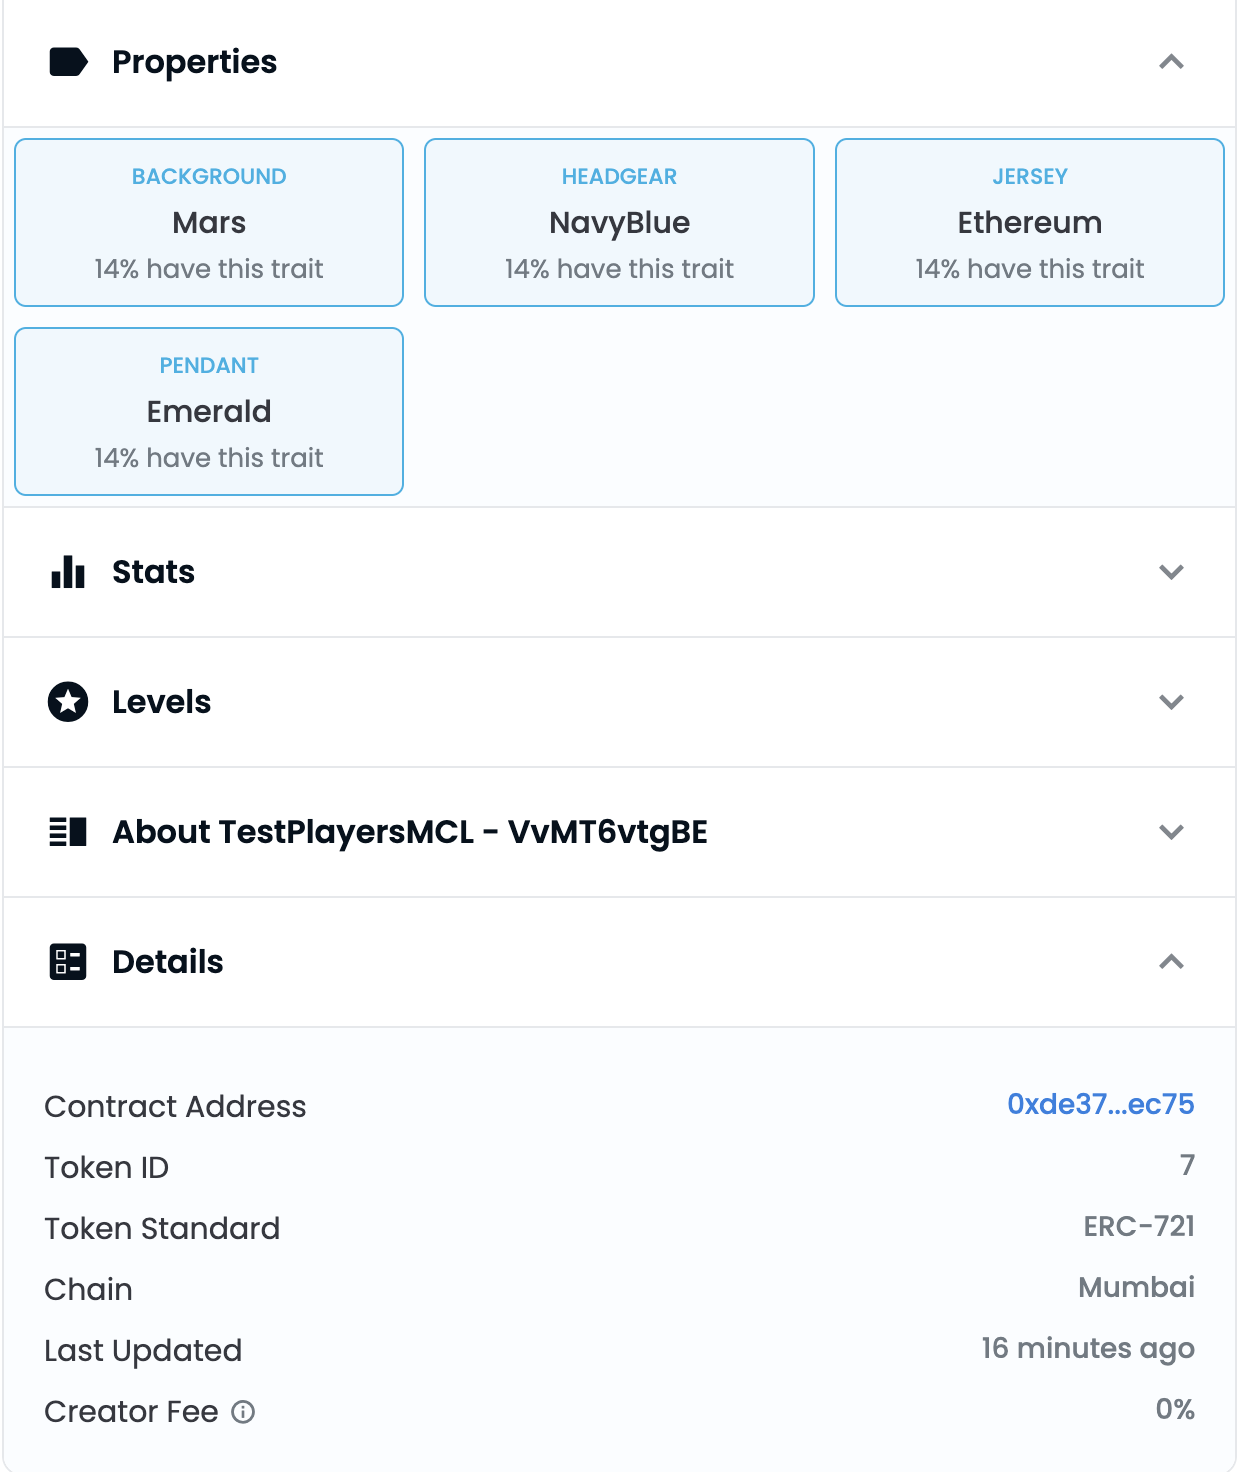 Properties
BACKGROUND
Mars
14% have this trait
HEADGEAR
NavyBlue
14% have this trait
JERSEY
Ethereum
14% have this trait
PENDANT
Emerald
14% have this trait
Stats
Levels
About TestPlayersMCL - VvMT6vtgBE
Details
Contract Address 0xde37...ec75
Token ID 7
Token Standard ERC-721
Chain Mumbai
Last Updated 16 minutes ago
Creator Fee 0%